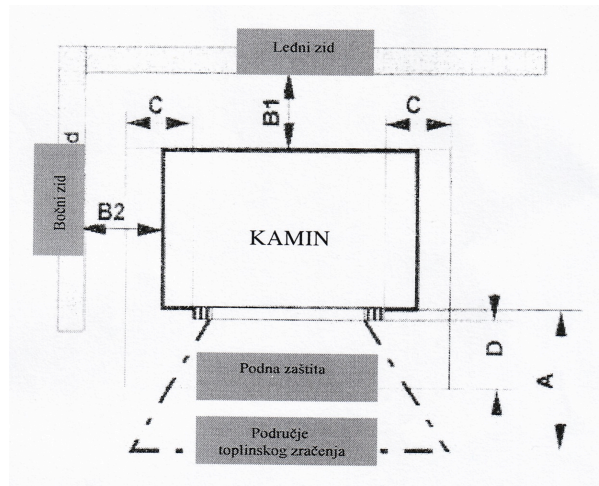 Leđni zid
C
B1
C
d
Bočni zid
B2
KAMIN
D
A
Podna zaštita
Područje
toplinskog zračenja